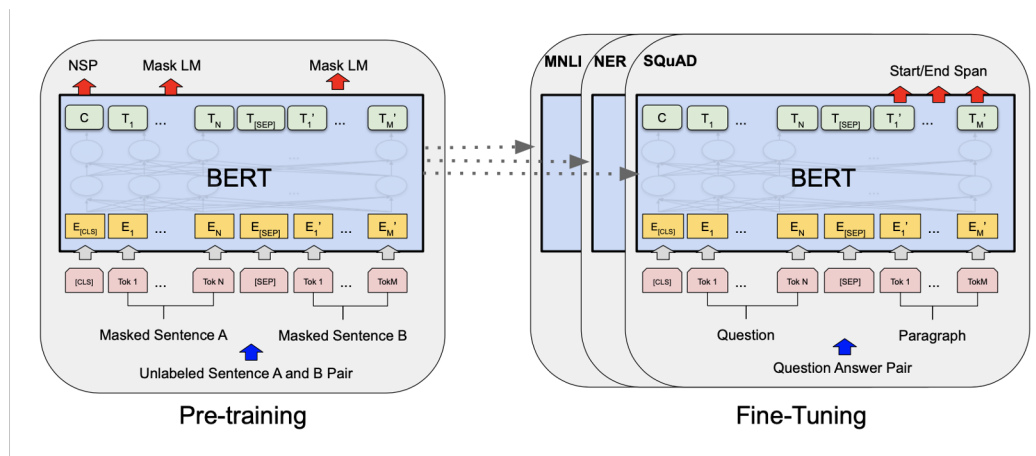 NSP Mask LM Mask LM
C T1 ... TN T[SEP] T1' ... TM'
...
BERT
...
E[CLS] E1 ... EN E[SEP] E1' ... EM'
[CLS] Tok 1 ... Tok N [SEP] Tok 1 ... TokM
Masked Sentence A Masked Sentence B
Unlabeled Sentence A and B Pair
Pre-training
MNLI NER SQuAD
Start/End Span
C T1 ... TN T[SEP] T1' ... TM'
...
BERT
...
E[CLS] E1 ... EN E[SEP] E1' ... EM'
[CLS] Tok 1 ... Tok N [SEP] Tok 1 ... TokM
Question Paragraph
Question Answer Pair
Fine-Tuning